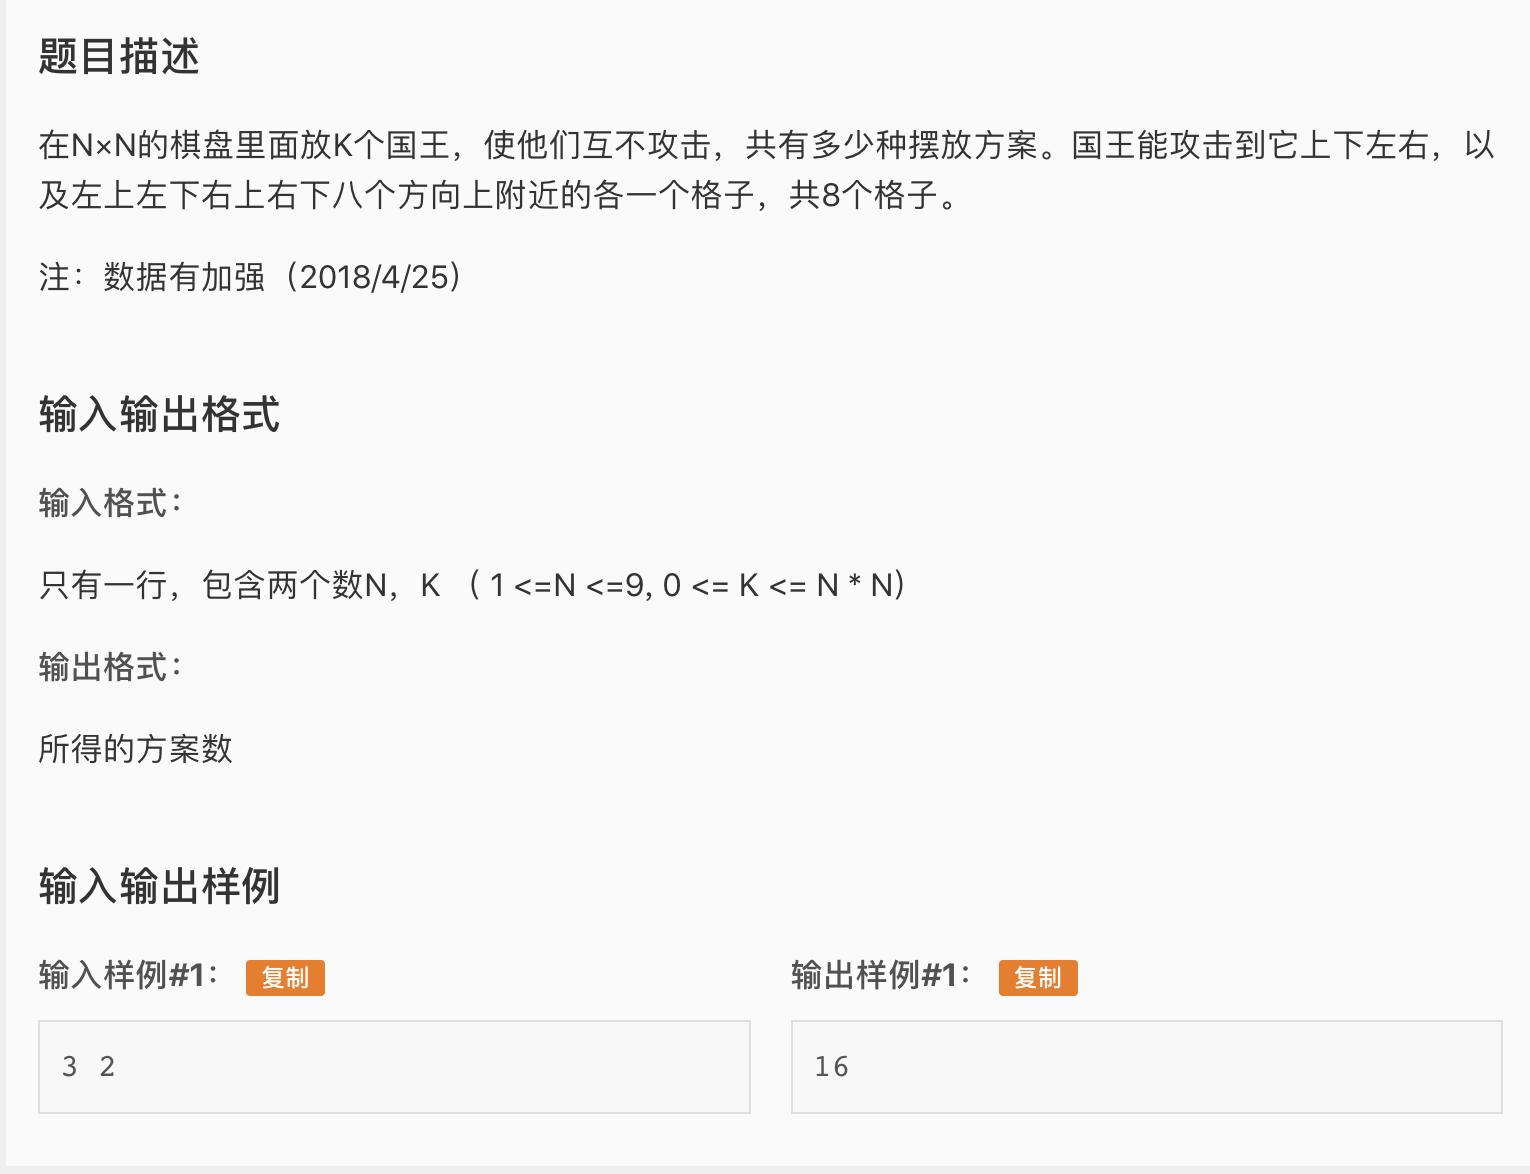 题目描述
在N×N的棋盘里面放K个国王，使他们互不攻击，共有多少种摆放方案。国王能攻击到它上下左右，以
及左上左下右上右下八个方向上附近的各一个格子，共8个格子。
注：数据有加强（2018/4/25）
输入输出格式
输入格式：
只有一行，包含两个数N，K （ 1 <=N <=9, 0 <= K <= N * N）
输出格式：
所得的方案数
输入输出样例
输入样例#1： 复制
3 2
输出样例#1： 复制
16